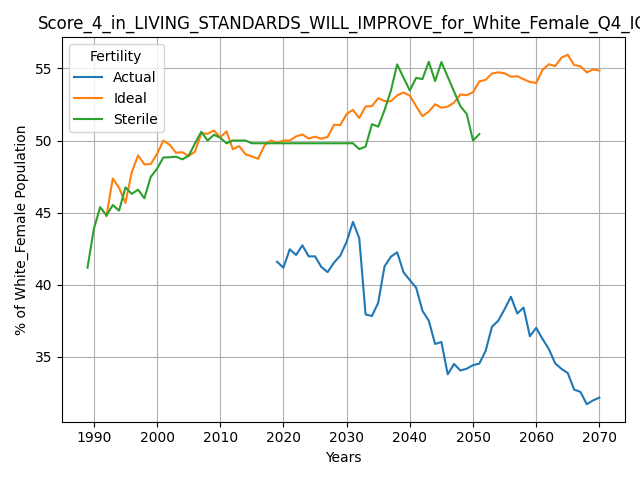 Score_4_in_LIVING_STANDARDS_WILL_IMPROVE_for_White_Female_Q4_IQ
Fertility
Actual
Ideal
Sterile
% of White_Female Population
55
50
45
40
35
1990 2000 2010 2020 2030 2040 2050 2060 2070
Years